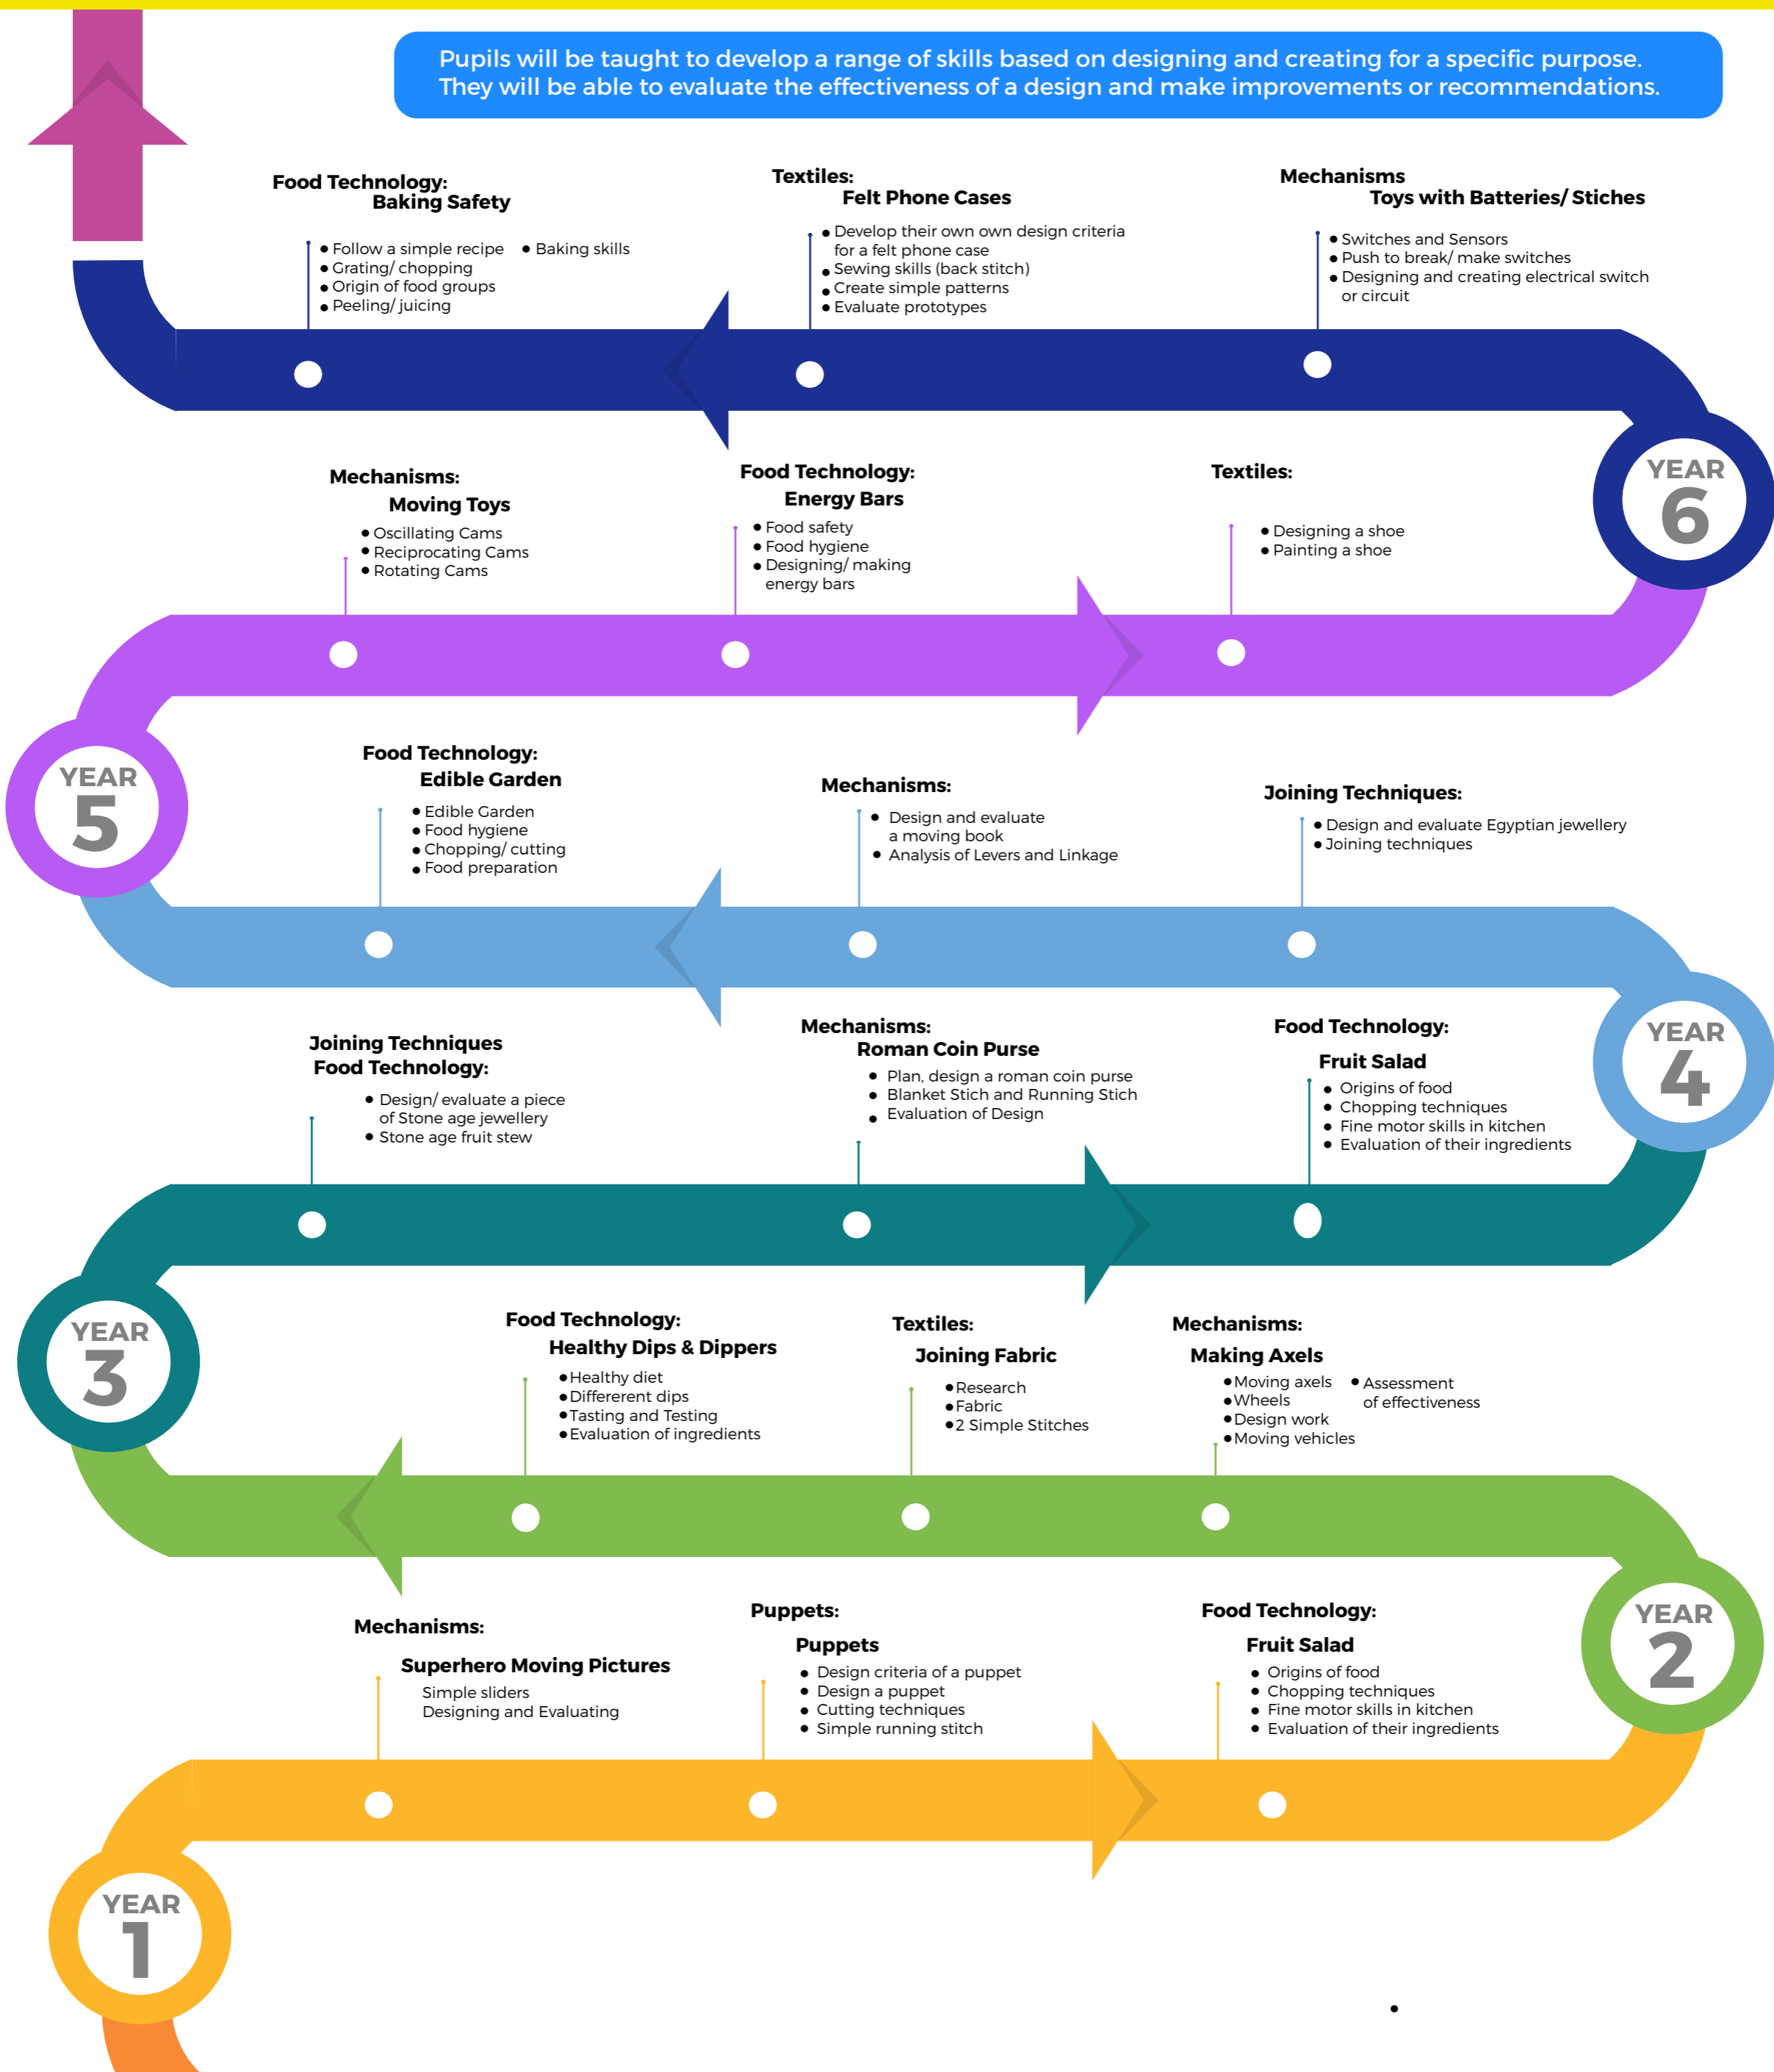 Pupils will be taught to develop a range of skills based on designing and creating for a specific purpose.
They will be able to evaluate the effectiveness of a design and make improvements or recommendations.
Food Technology:
Baking Safety
• Follow a simple recipe
• Grating/ chopping
• Origin of food groups
• Peeling/ juicing
• Baking skills
Textiles:
Felt Phone Cases
• Develop their own own design criteria
for a felt phone case
• Sewing skills (back stitch)
• Create simple patterns
• Evaluate prototypes
Mechanisms
Toys with Batteries/ Stiches
• Switches and Sensors
• Push to break/ make switches
• Designing and creating electrical switch
or circuit
YEAR
6
Mechanisms:
Moving Toys
• Oscillating Cams
• Reciprocating Cams
• Rotating Cams
Food Technology:
Energy Bars
• Food safety
• Food hygiene
• Designing/ making
energy bars
Textiles:
• Designing a shoe
• Painting a shoe
YEAR
5
Food Technology:
Edible Garden
• Edible Garden
• Food hygiene
• Chopping/ cutting
• Food preparation
Mechanisms:
• Design and evaluate
a moving book
• Analysis of Levers and Linkage
Joining Techniques:
• Design and evaluate Egyptian jewellery
• Joining techniques
YEAR
4
Joining Techniques
Food Technology:
• Design/ evaluate a piece
of Stone age jewellery
• Stone age fruit stew
Mechanisms:
Roman Coin Purse
• Plan, design a roman coin purse
• Blanket Stich and Running Stich
• Evaluation of Design
Food Technology:
Fruit Salad
• Origins of food
• Chopping techniques
• Fine motor skills in kitchen
• Evaluation of their ingredients
YEAR
3
Food Technology:
Healthy Dips & Dippers
• Healthy diet
• Differerent dips
• Tasting and Testing
• Evaluation of ingredients
Textiles:
Joining Fabric
• Research
• Fabric
• 2 Simple Stitches
Mechanisms:
Making Axels
• Moving axels
• Wheels
• Design work
• Moving vehicles
• Assessment
of effectiveness
YEAR
2
Mechanisms:
Superhero Moving Pictures
Simple sliders
Designing and Evaluating
Puppets:
Puppets
• Design criteria of a puppet
• Design a puppet
• Cutting techniques
• Simple running stitch
Food Technology:
Fruit Salad
• Origins of food
• Chopping techniques
• Fine motor skills in kitchen
• Evaluation of their ingredients
YEAR
1
•